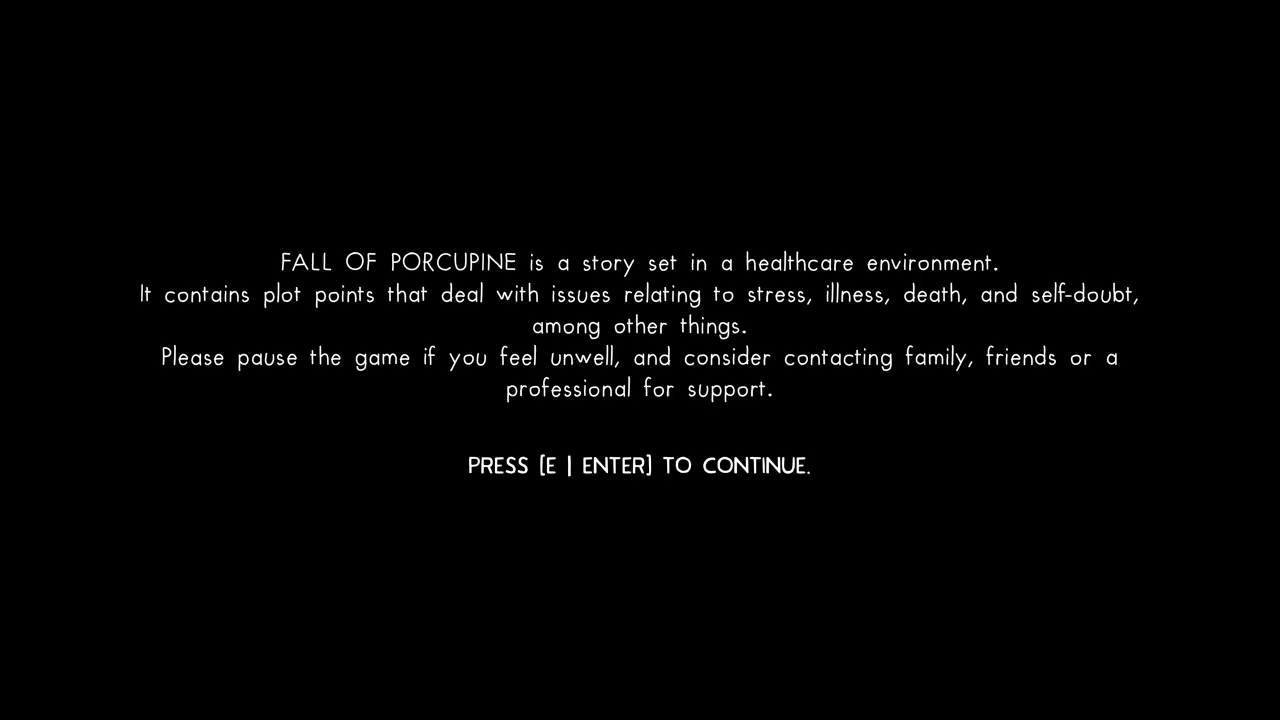 FALL OF PORCUPINE is a story set in a healthcare environment.
It contains plot points that deal with issues relating to stress, illness, death, and self-doubt,
among other things.
Please pause the game if you feel unwell, and consider contacting family, friends or a
professional for support.
PRESS [E | ENTER] TO CONTINUE.